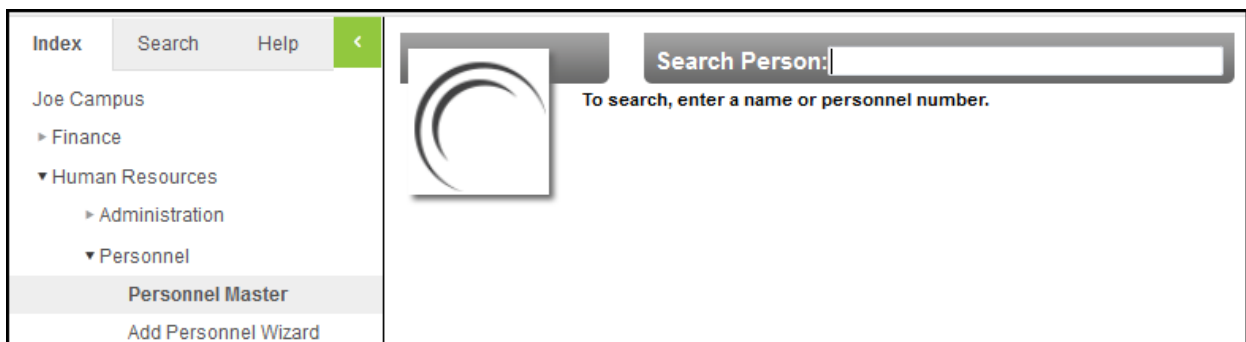 Index Search Help
Joe Campus
Finance
Human Resources
Administration
Personnel
Personnel Master
Add Personnel Wizard
Search Person:
To search, enter a name or personnel number.